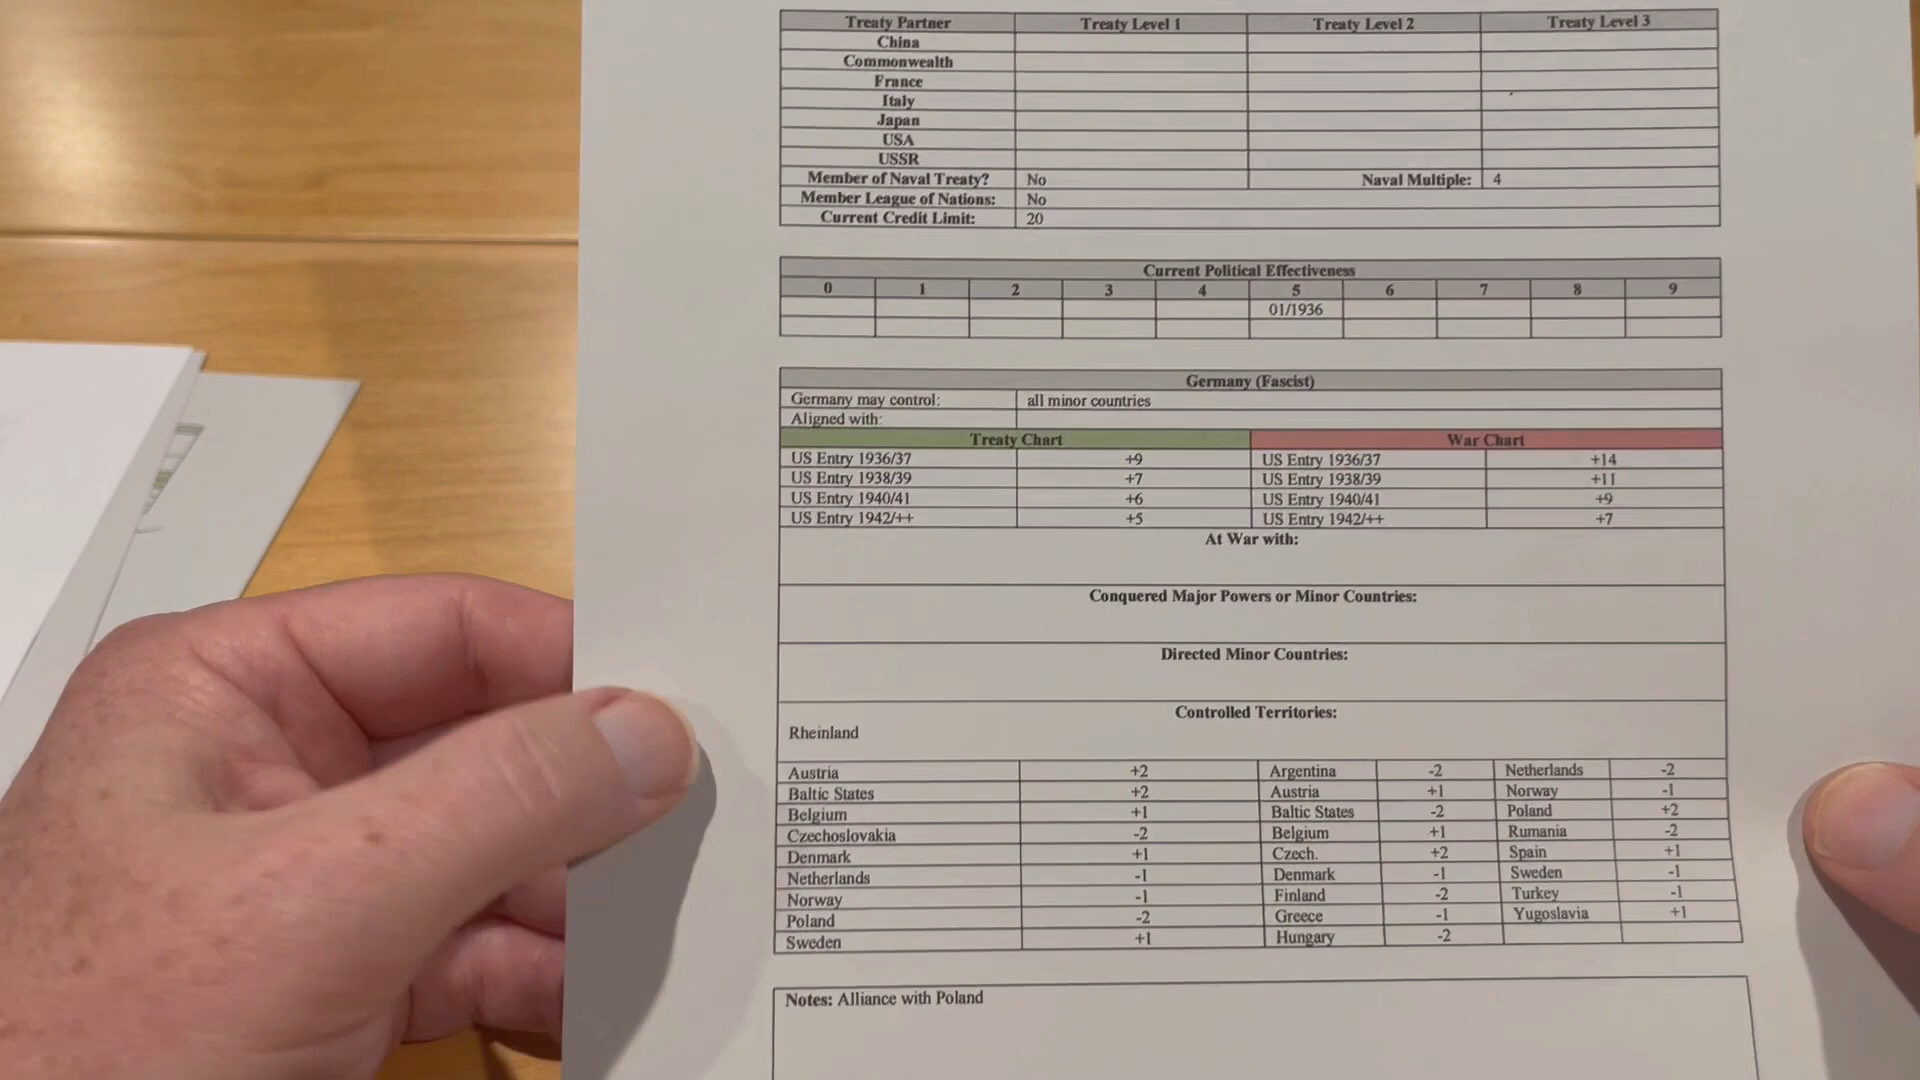 Treaty Partner Treaty Level 1 Treaty Level 2 Treaty Level 3
China
Commonwealth
France
Italy
Japan
USA
USSR
Member of Naval Treaty? No Naval Multiple: 4
Member League of Nations: No
Current Credit Limit: 20
Current Political Effectiveness
0 1 2 3 4 5 6 7 8 9
01/1936
Germany (Fascist)
Germany may control: all minor countries
Aligned with:
Treaty Chart War Chart
US Entry 1936/37 +9 US Entry 1936/37 +14
US Entry 1938/39 +7 US Entry 1938/39 +11
US Entry 1940/41 +6 US Entry 1940/41 +9
US Entry 1942/++ +5 US Entry 1942/++ +7
At War with:
Conquered Major Powers or Minor Countries:
Directed Minor Countries:
Controlled Territories:
Rheinland
Austria +2 Argentina -2 Netherlands -2
Baltic States +2 Austria +1 Norway -1
Belgium +1 Baltic States -2 Poland +2
Czechoslovakia -2 Belgium +1 Rumania -2
Denmark +1 Czech. +2 Spain +1
Netherlands -1 Denmark -1 Sweden -1
Norway -1 Finland -2 Turkey -1
Poland -2 Greece -1 Yugoslavia +1
Sweden +1 Hungary -2
Notes: Alliance with Poland